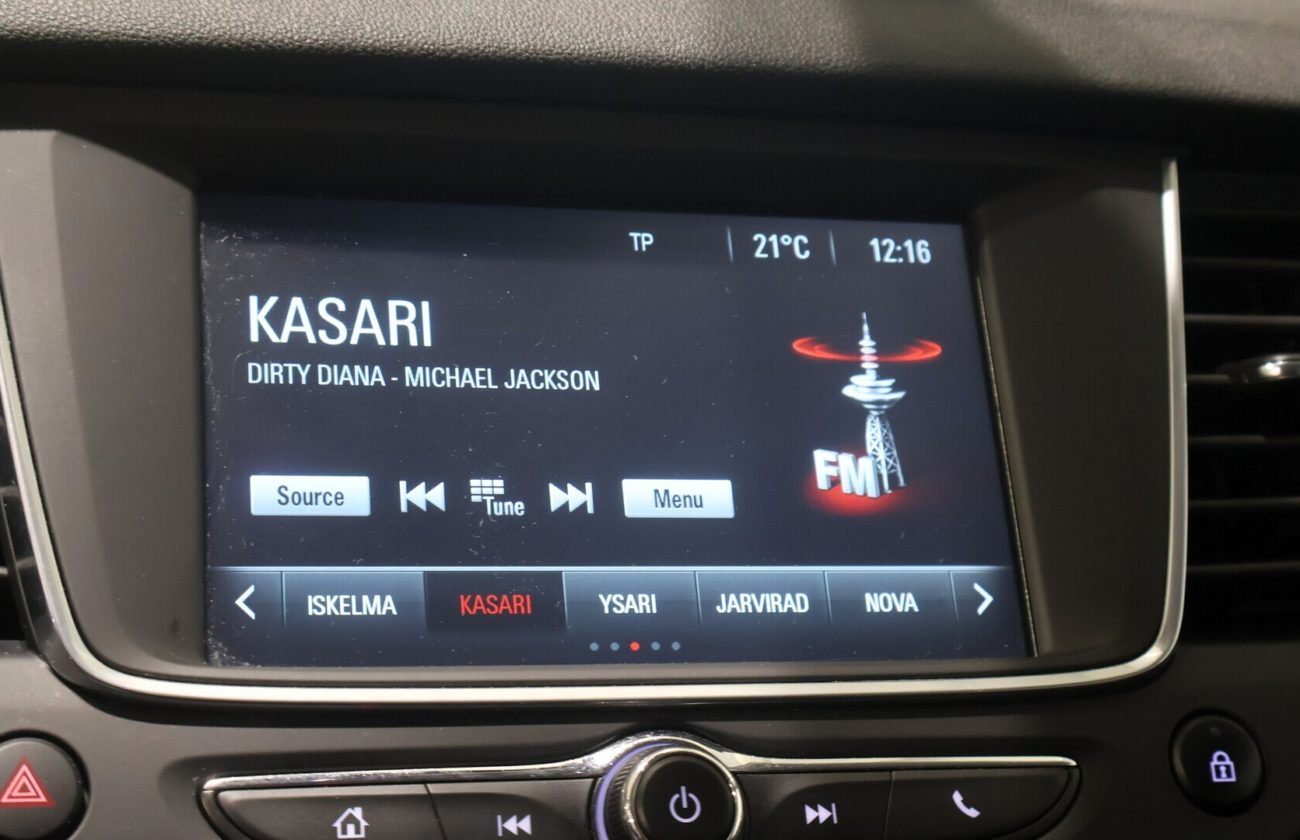 TP 21°C 12:16
KASARI
DIRTY DIANA - MICHAEL JACKSON
FM
Source Tune Menu
ISKELMA KASARI YSARI JARVIRAD NOVA